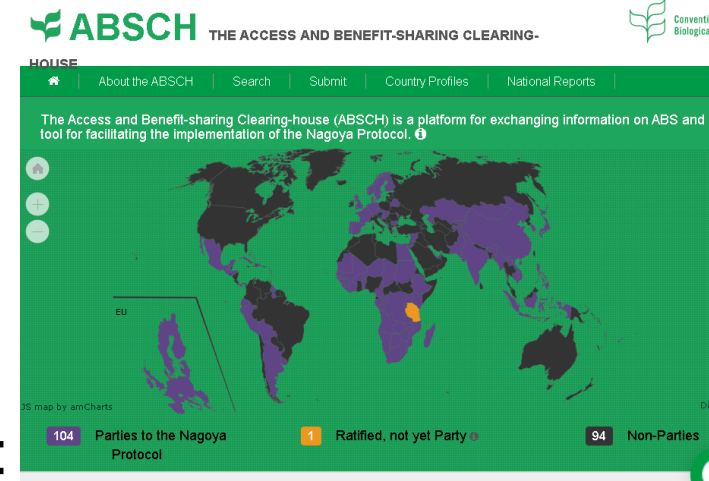 ABSCH THE ACCESS AND BENEFIT-SHARING CLEARING-
HOUSE
About the ABSCH
Search
Submit
Country Profiles
National Reports
The Access and Benefit-sharing Clearing-house (ABSCH) is a platform for exchanging information on ABS and
tool for facilitating the implementation of the Nagoya Protocol.
EU
JS map by amCharts
104 Parties to the Nagoya
Protocol
1 Ratified, not yet Party
94 Non-Parties